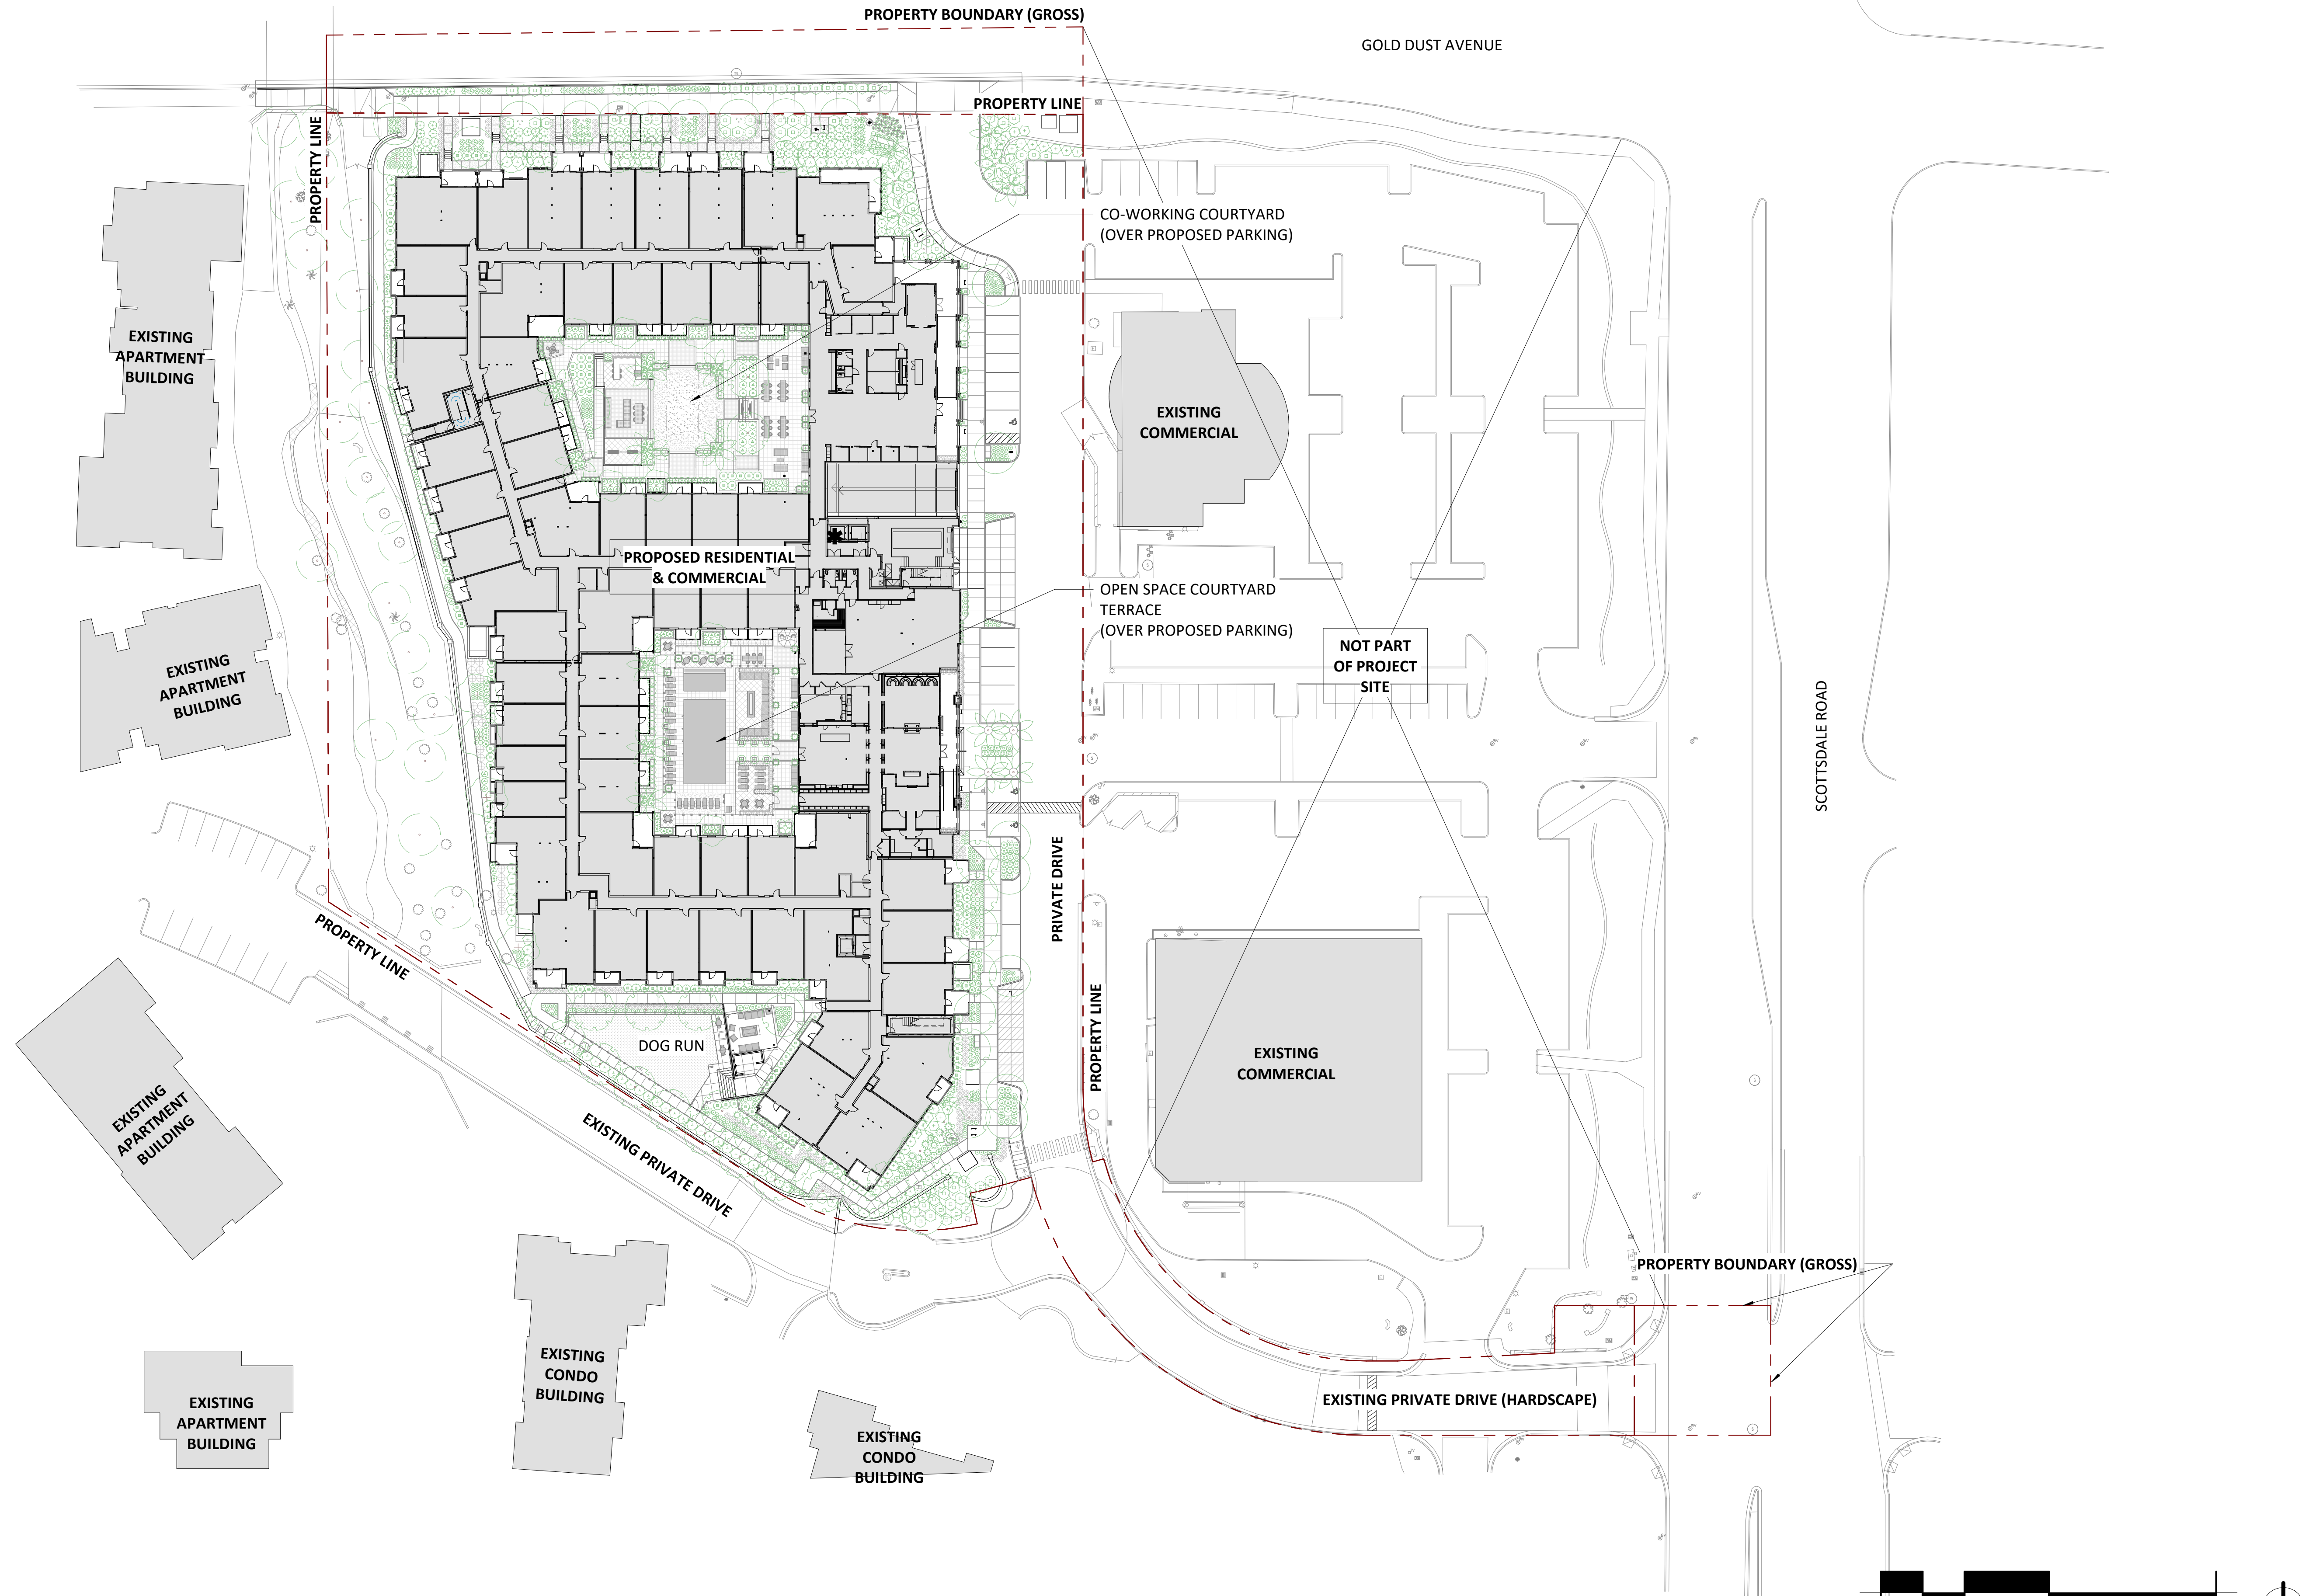 PROPERTY BOUNDARY (GROSS)
GOLD DUST AVENUE
PROPERTY LINE
PROPERTY LINE
CO-WORKING COURTYARD
(OVER PROPOSED PARKING)
EXISTING
APARTMENT
BUILDING
EXISTING
COMMERCIAL
PROPOSED RESIDENTIAL
& COMMERCIAL
OPEN SPACE COURTYARD
TERRACE
(OVER PROPOSED PARKING)
NOT PART
OF PROJECT
SITE
EXISTING
APARTMENT
BUILDING
SCOTTSDALE ROAD
PRIVATE DRIVE
PROPERTY LINE
PROPERTY LINE
DOG RUN
EXISTING
COMMERCIAL
EXISTING
APARTMENT
BUILDING
EXISTING PRIVATE DRIVE
PROPERTY BOUNDARY (GROSS)
EXISTING
CONDO
BUILDING
EXISTING PRIVATE DRIVE (HARDSCAPE)
EXISTING
APARTMENT
BUILDING
EXISTING
CONDO
BUILDING